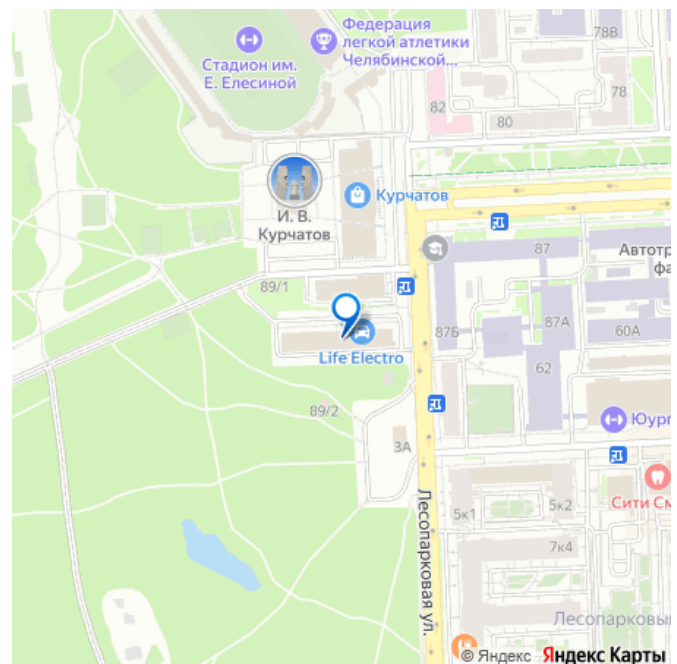 Федерация
легкой атлетики
Челябинской...
Стадион им.
Е. Елесиной
78В
78
82
80
И. В.
Курчатов
Курчатов
87
Автотр
фа
89/1
87Б
87А
60А
Life Electro
62
89/2
3А
Юург
Сити См
5к1
5к2
7к4
Лесопарковая ул.
Лесопарковы
© Яндекс Яндекс Карты